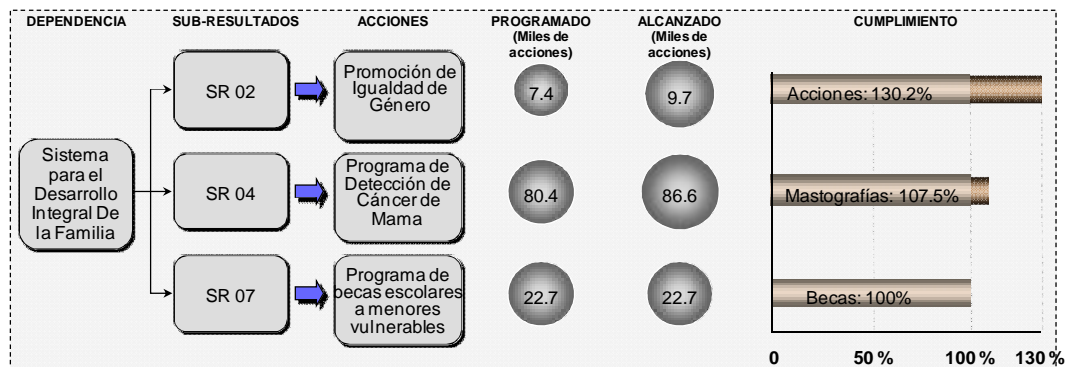 DEPENDENCIA SUB-RESULTADOS ACCIONES PROGRAMADO ALCANZADO CUMPLIMIENTO
(Miles de acciones) (Miles de acciones)
Sistema
para el
Desarrollo
Integral De
la Familia
SR 02
Promoción de
Igualdad de
Género
7.4
9.7
Acciones: 130.2%
SR 04
Programa de
Detección de
Cáncer de
Mama
80.4
86.6
Mastografías: 107.5%
SR 07
Programa de
becas escolares
a menores
vulnerables
22.7
22.7
Becas: 100%
0 50 % 100 % 130 %